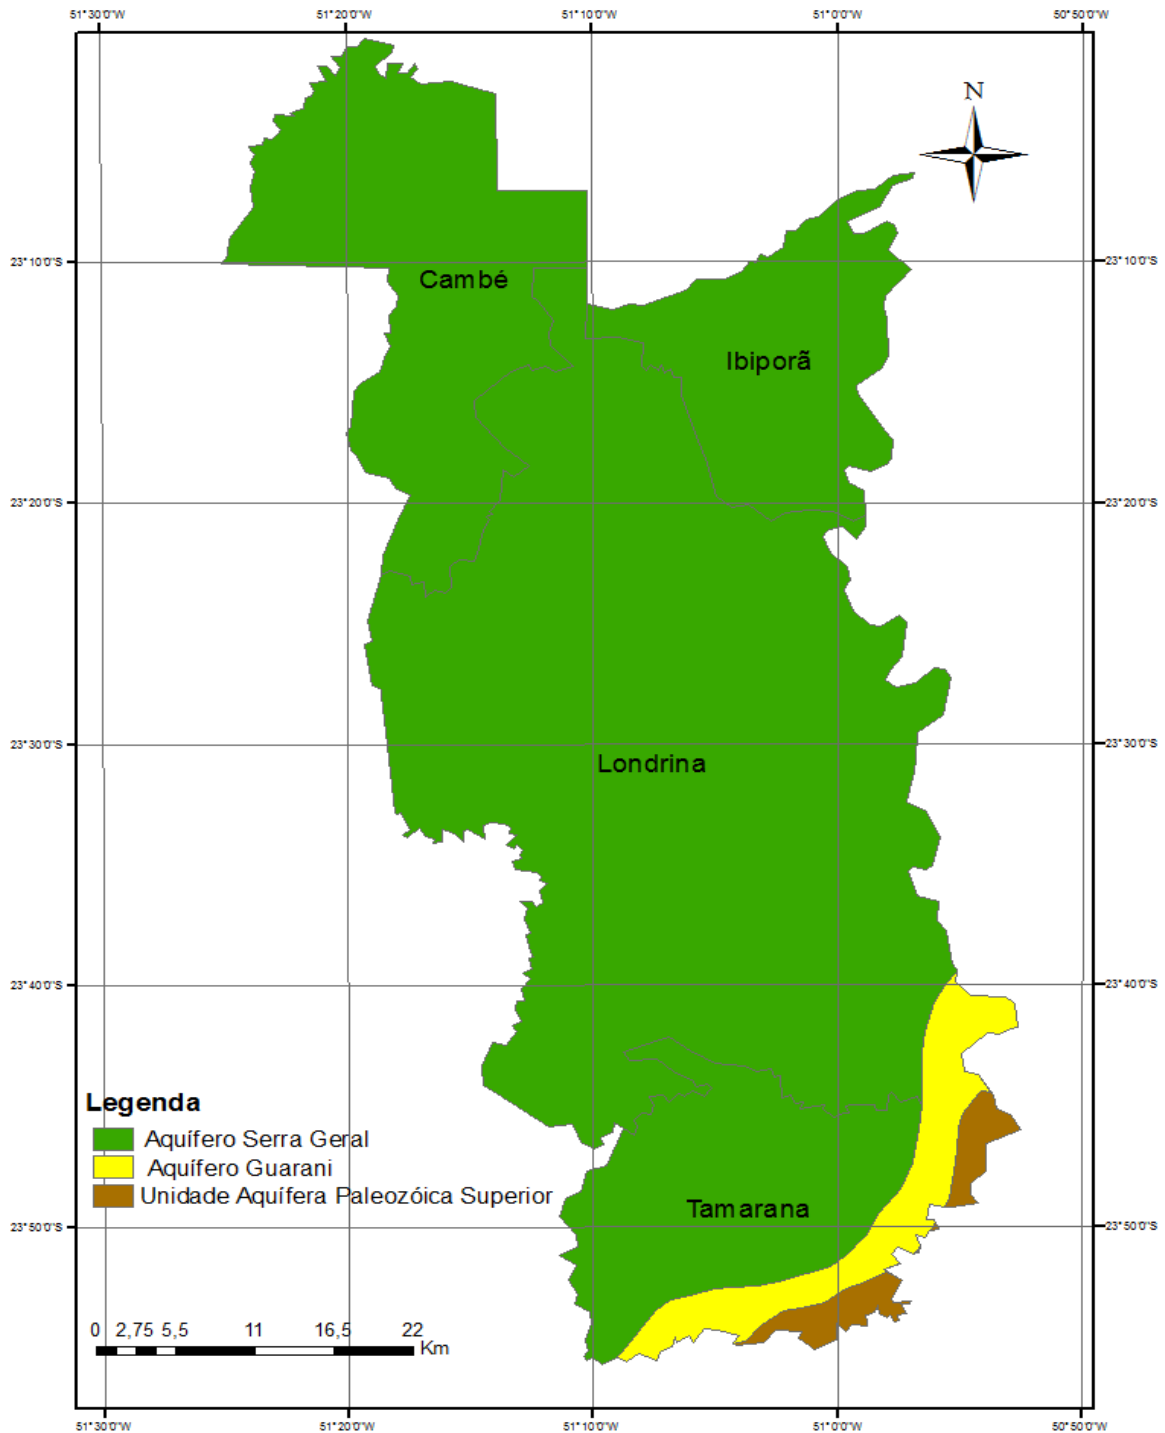 51°30'0"W 51°20'0"W 51°10'0"W 51°0'0"W 50°50'0"W
N
23°10'0"S 23°10'0"S
Cambé
Ibiporã
23°20'0"S 23°20'0"S
23°30'0"S 23°30'0"S
Londrina
23°40'0"S 23°40'0"S
Legenda
Aquífero Serra Geral
Aquífero Guarani
Unidade Aquífera Paleozóica Superior
Tamarana
23°50'0"S 23°50'0"S
0 2,75 5,5 11 16,5 22
Km
51°30'0"W 51°20'0"W 51°10'0"W 51°0'0"W 50°50'0"W